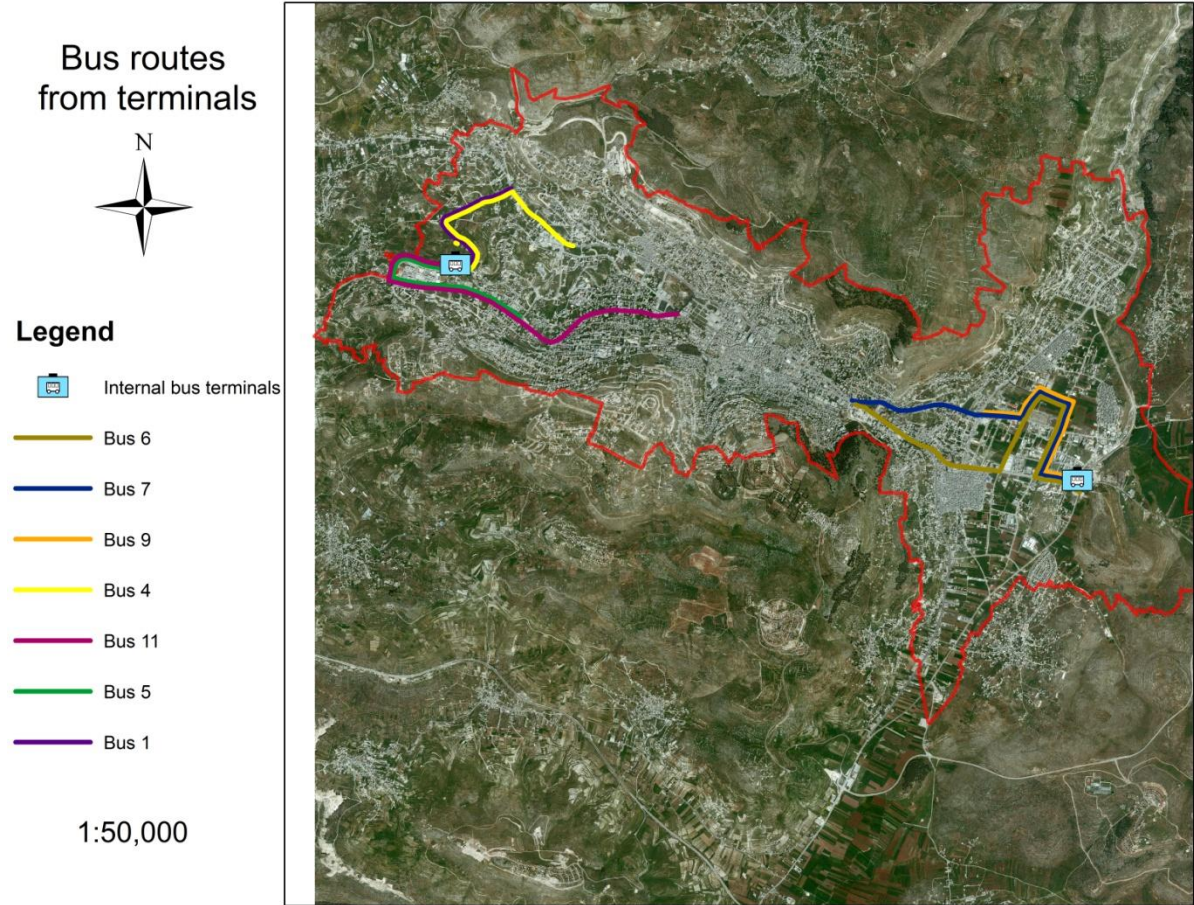 Bus routes
from terminals
N
Legend
Internal bus terminals
Bus 6
Bus 7
Bus 9
Bus 4
Bus 11
Bus 5
Bus 1
1:50,000